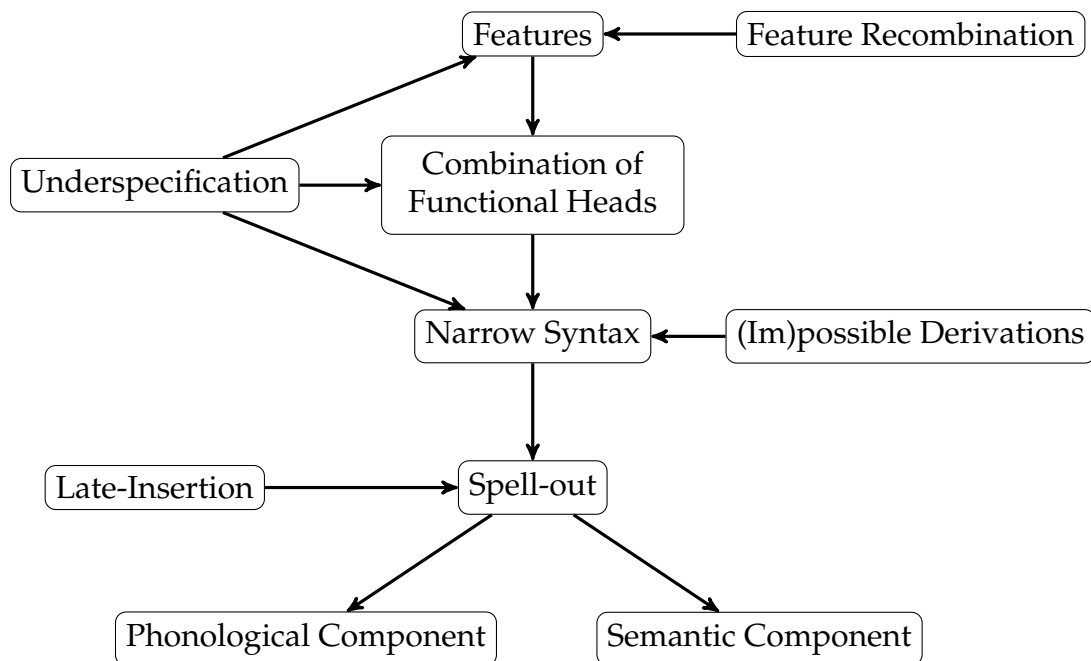 Features
Feature Recombination
Combination of
Functional Heads
Underspecification
Narrow Syntax
(Im)possible Derivations
Late-Insertion
Spell-out
Phonological Component
Semantic Component